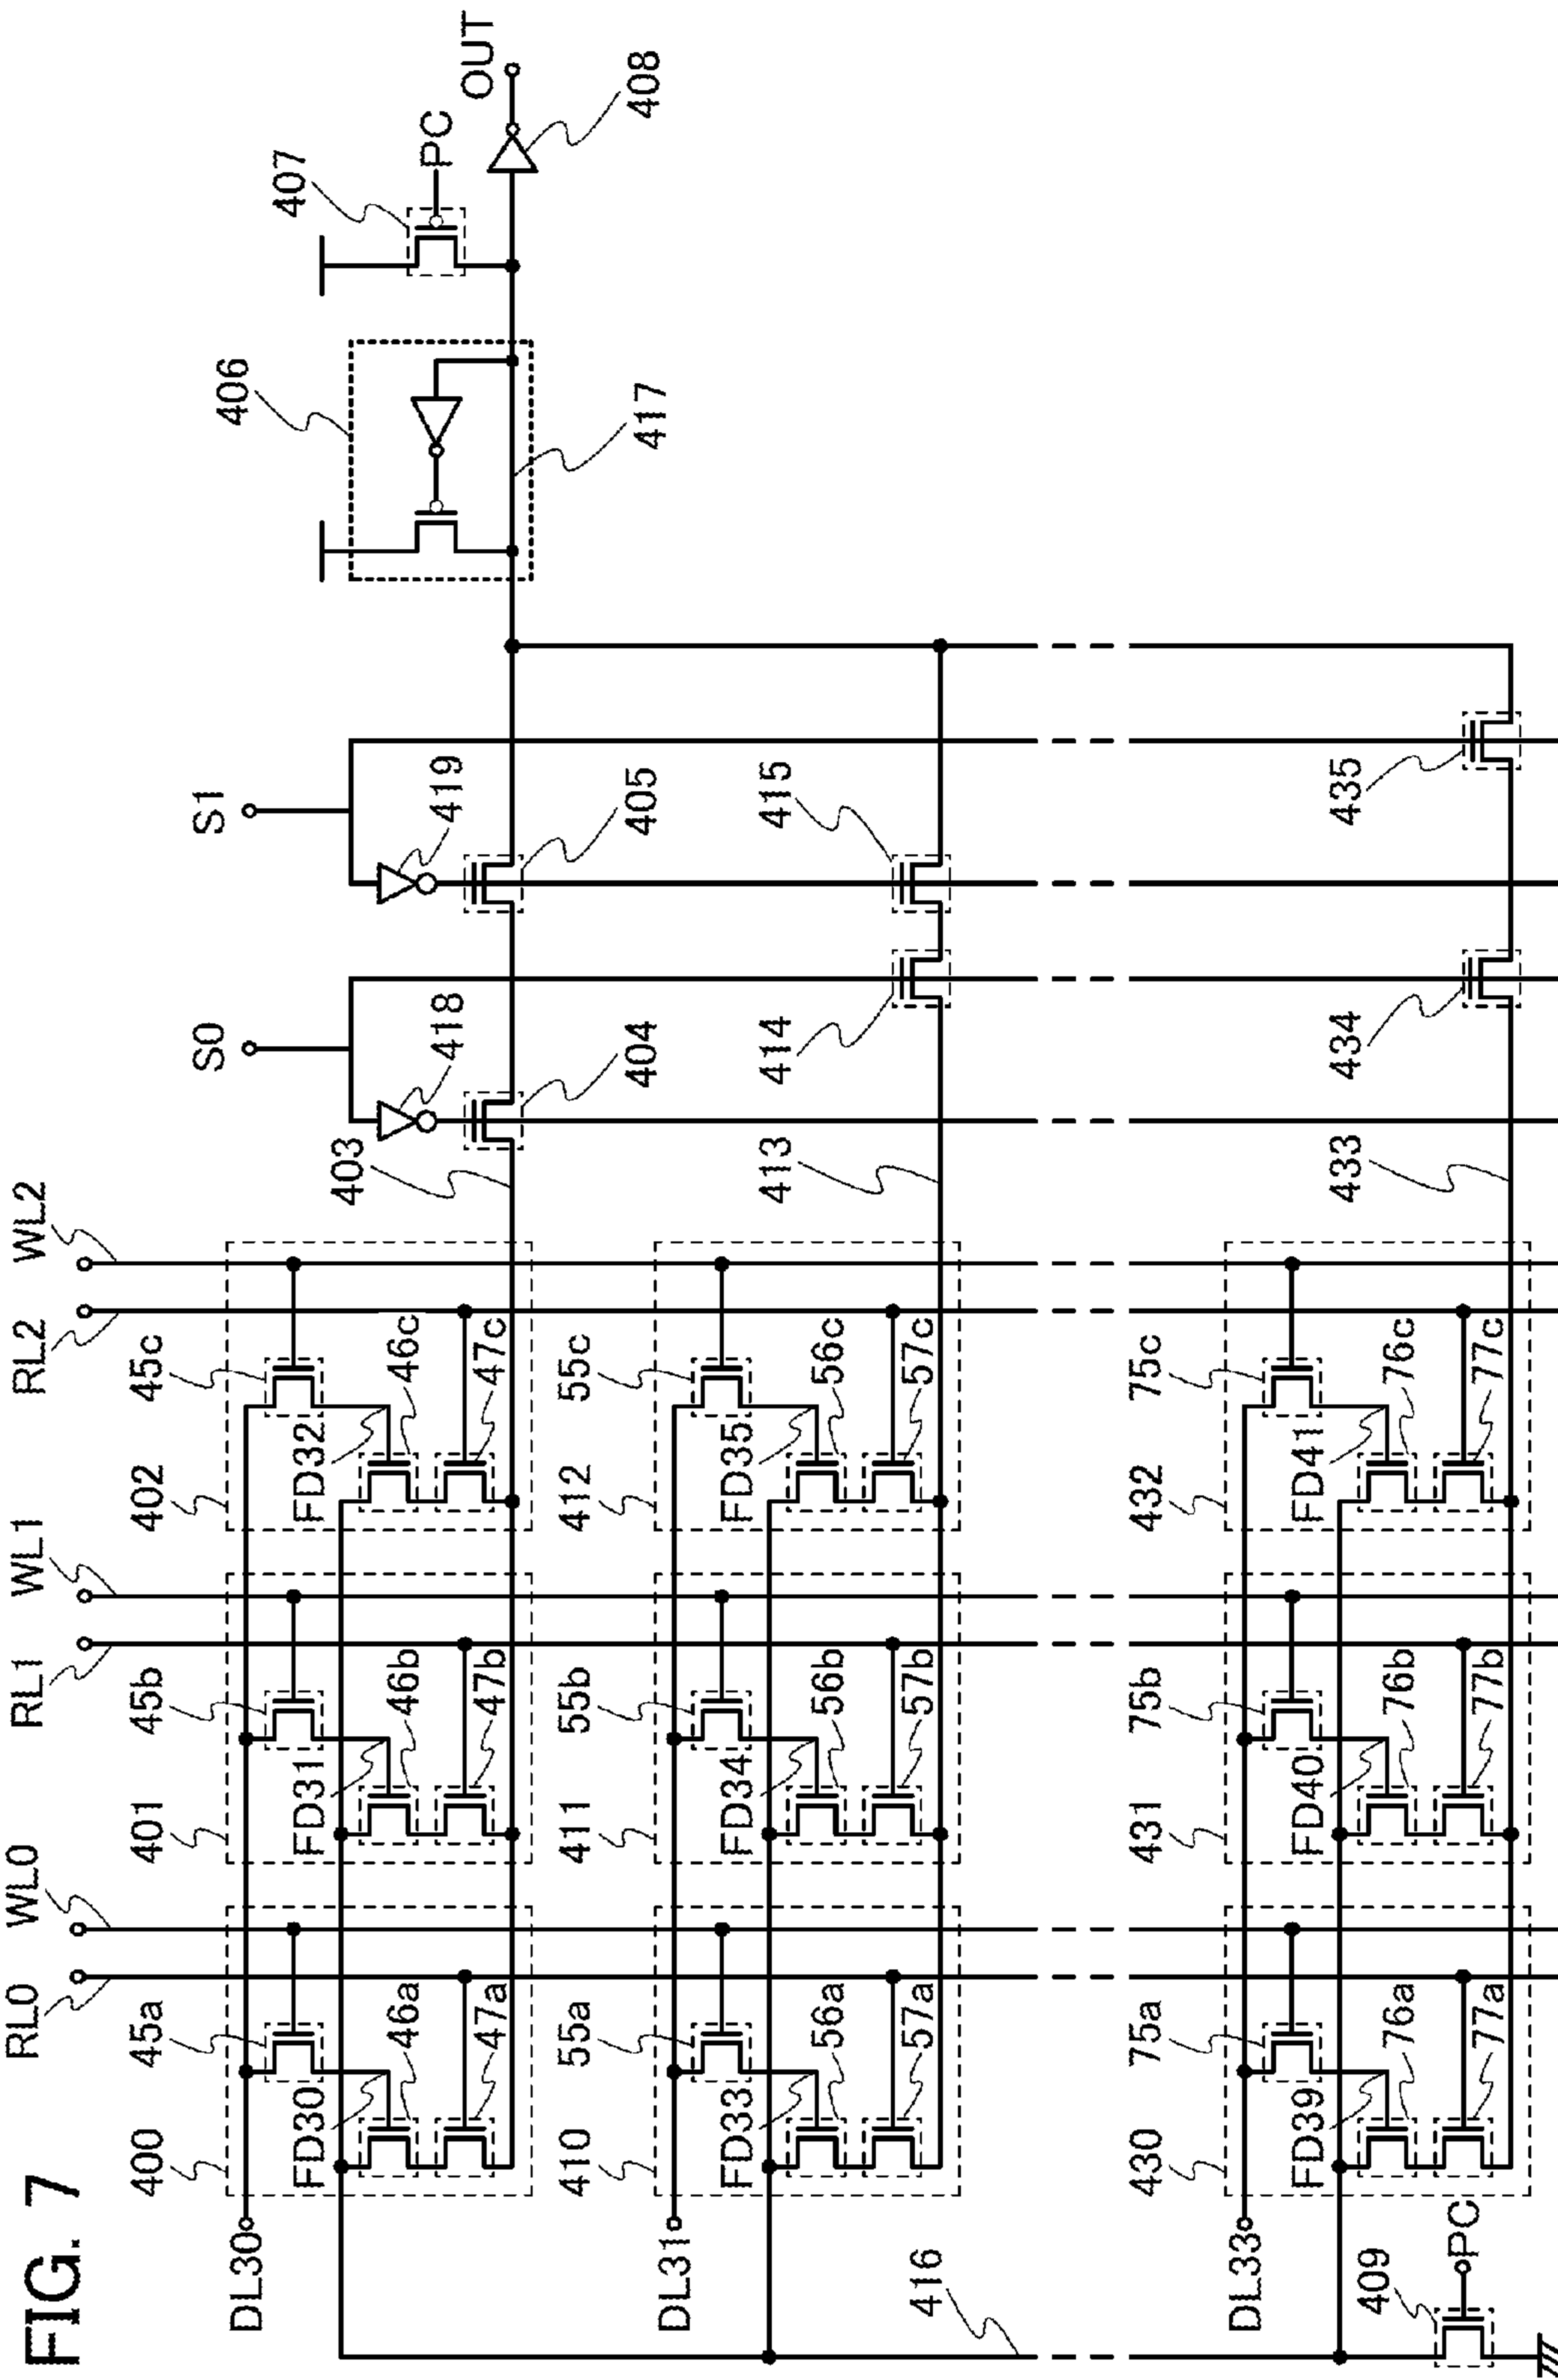 FIG. 7
RL0 WL0 RL1 WL1 RL2 WL2
S0 S1
400 45a 401 45b 402 45c
418 419 406 407
DL30 FD30 46a 47a FD31 46b 47b FD32 46c 47c
403 404 405 417 PC OUT 408
410 55a 411 55b 412 55c 413 414 415
DL31 FD33 56a 57a FD34 56b 57b FD35 56c 57c
416
430 75a 431 75b 432 75c 433 434 435
DL33 FD39 76a 77a FD40 76b 77b FD41 76c 77c
409 PC